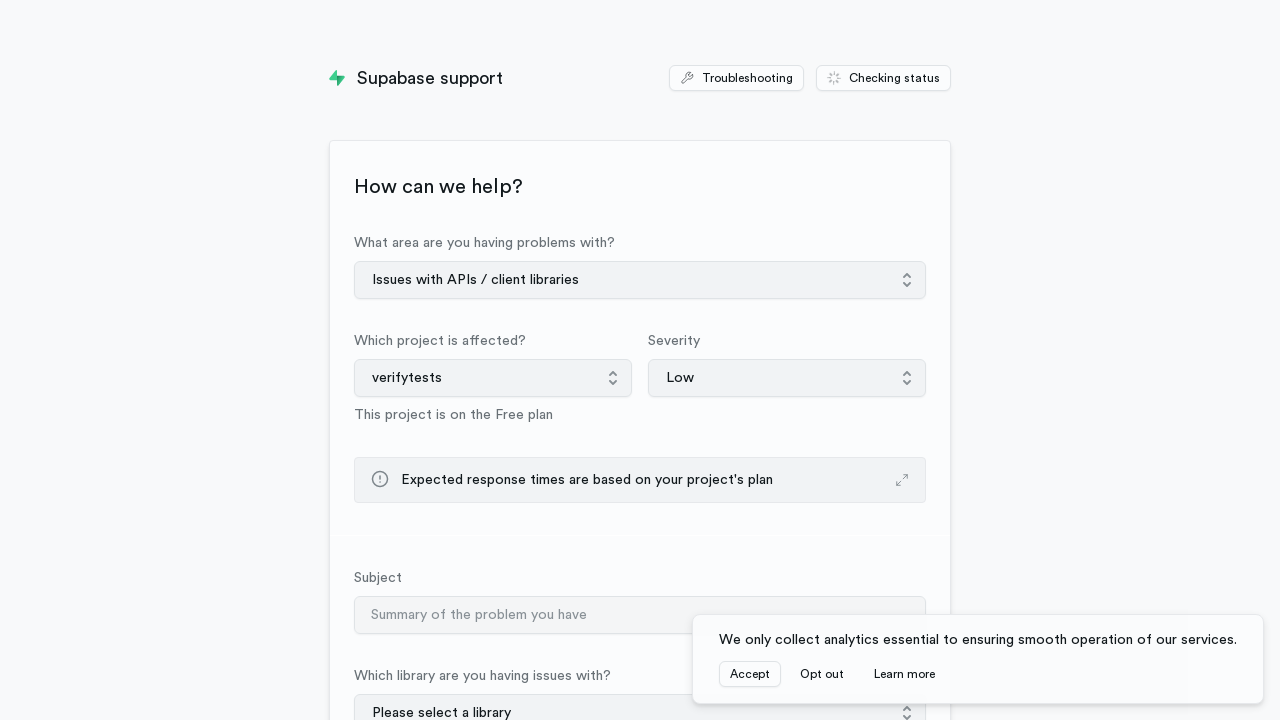 Supabase support
Troubleshooting
Checking status
How can we help?
What area are you having problems with?
Issues with APIs / client libraries
Which project is affected?
Severity
verifytests
Low
This project is on the Free plan
Expected response times are based on your project's plan
Subject
Summary of the problem you have
We only collect analytics essential to ensuring smooth operation of our services.
Accept
Opt out
Learn more
Which library are you having issues with?
Please select a library